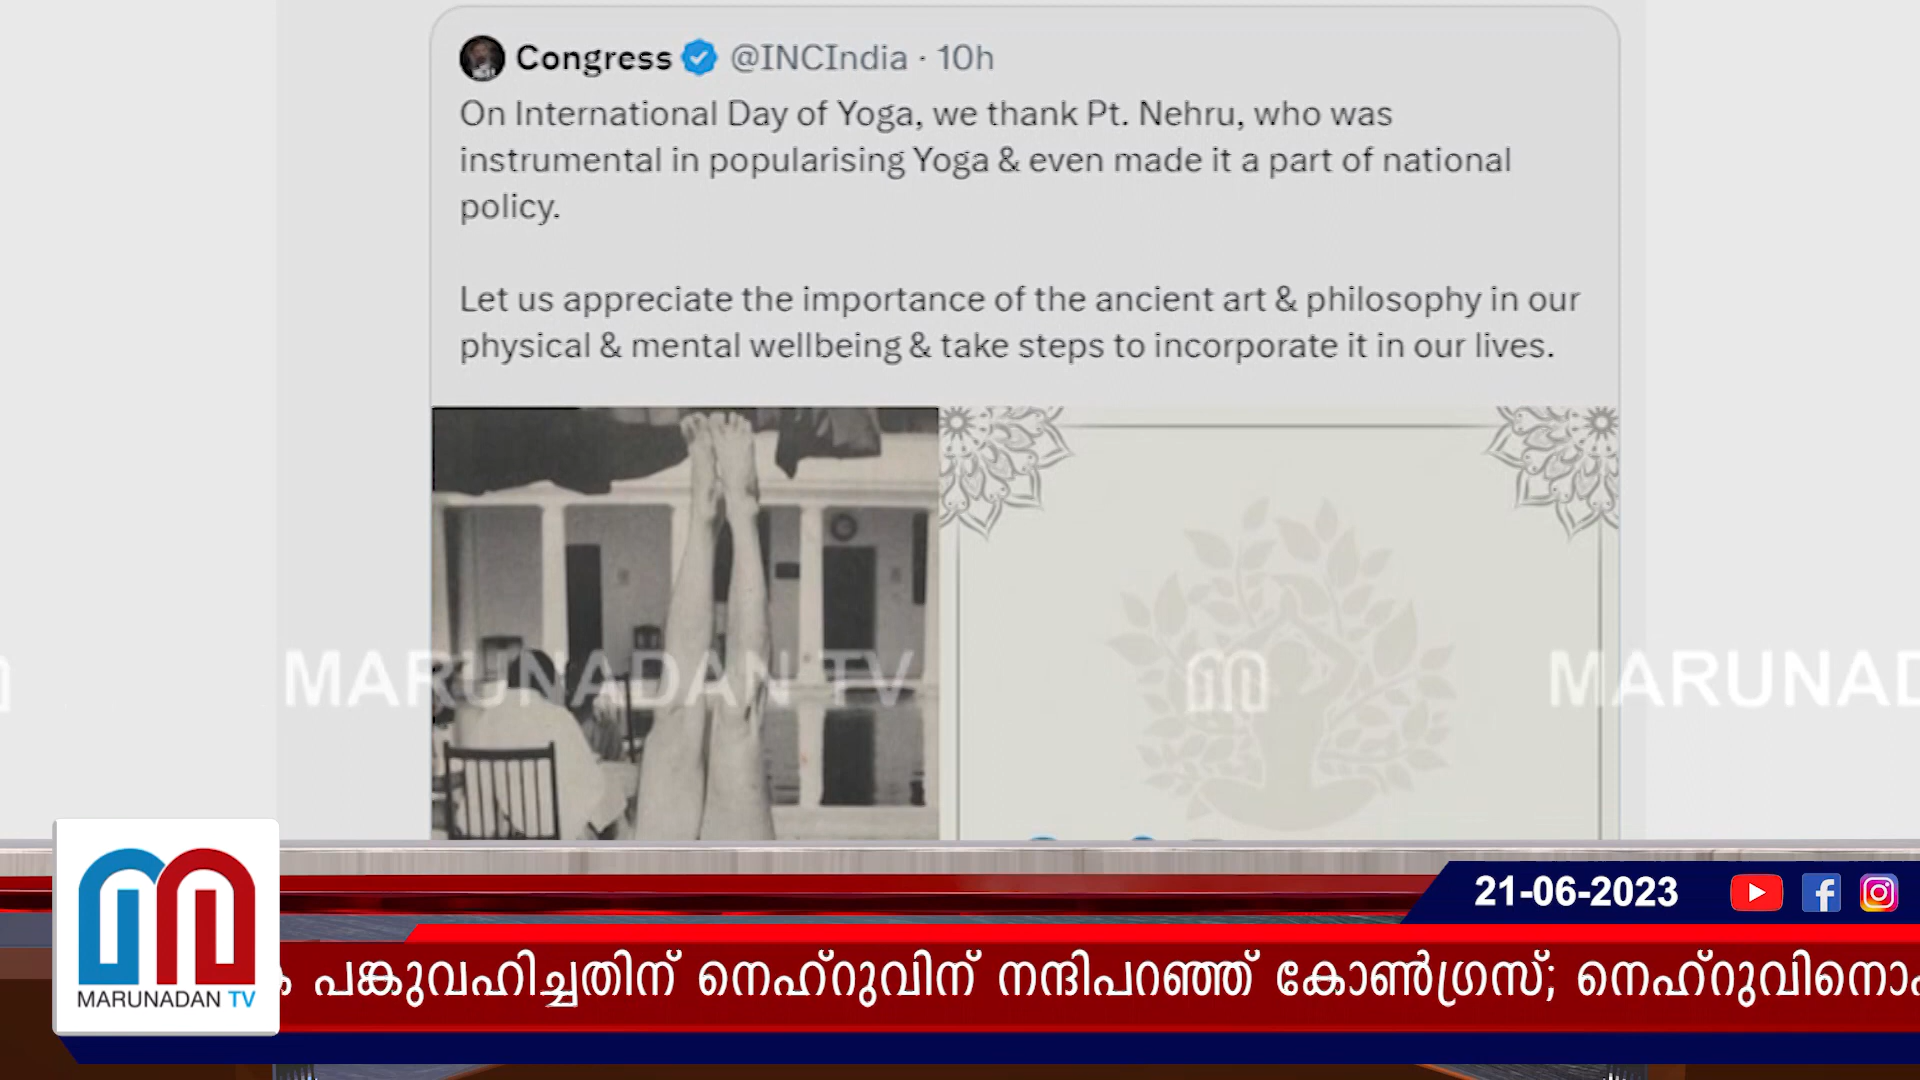 Congress @INCIndia · 10h
On International Day of Yoga, we thank Pt. Nehru, who was
instrumental in popularising Yoga & even made it a part of national
policy.
Let us appreciate the importance of the ancient art & philosophy in our
physical & mental wellbeing & take steps to incorporate it in our lives.
MARUNADAN TV
ന
MARUNAD
21-06-2023
MARUNADAN TV
പങ്കുവഹിച്ചതിന് നെഹ്റുവിന് നന്ദിപറഞ്ഞ് കോൺഗ്രസ്; നെഹ്റുവിനൊ